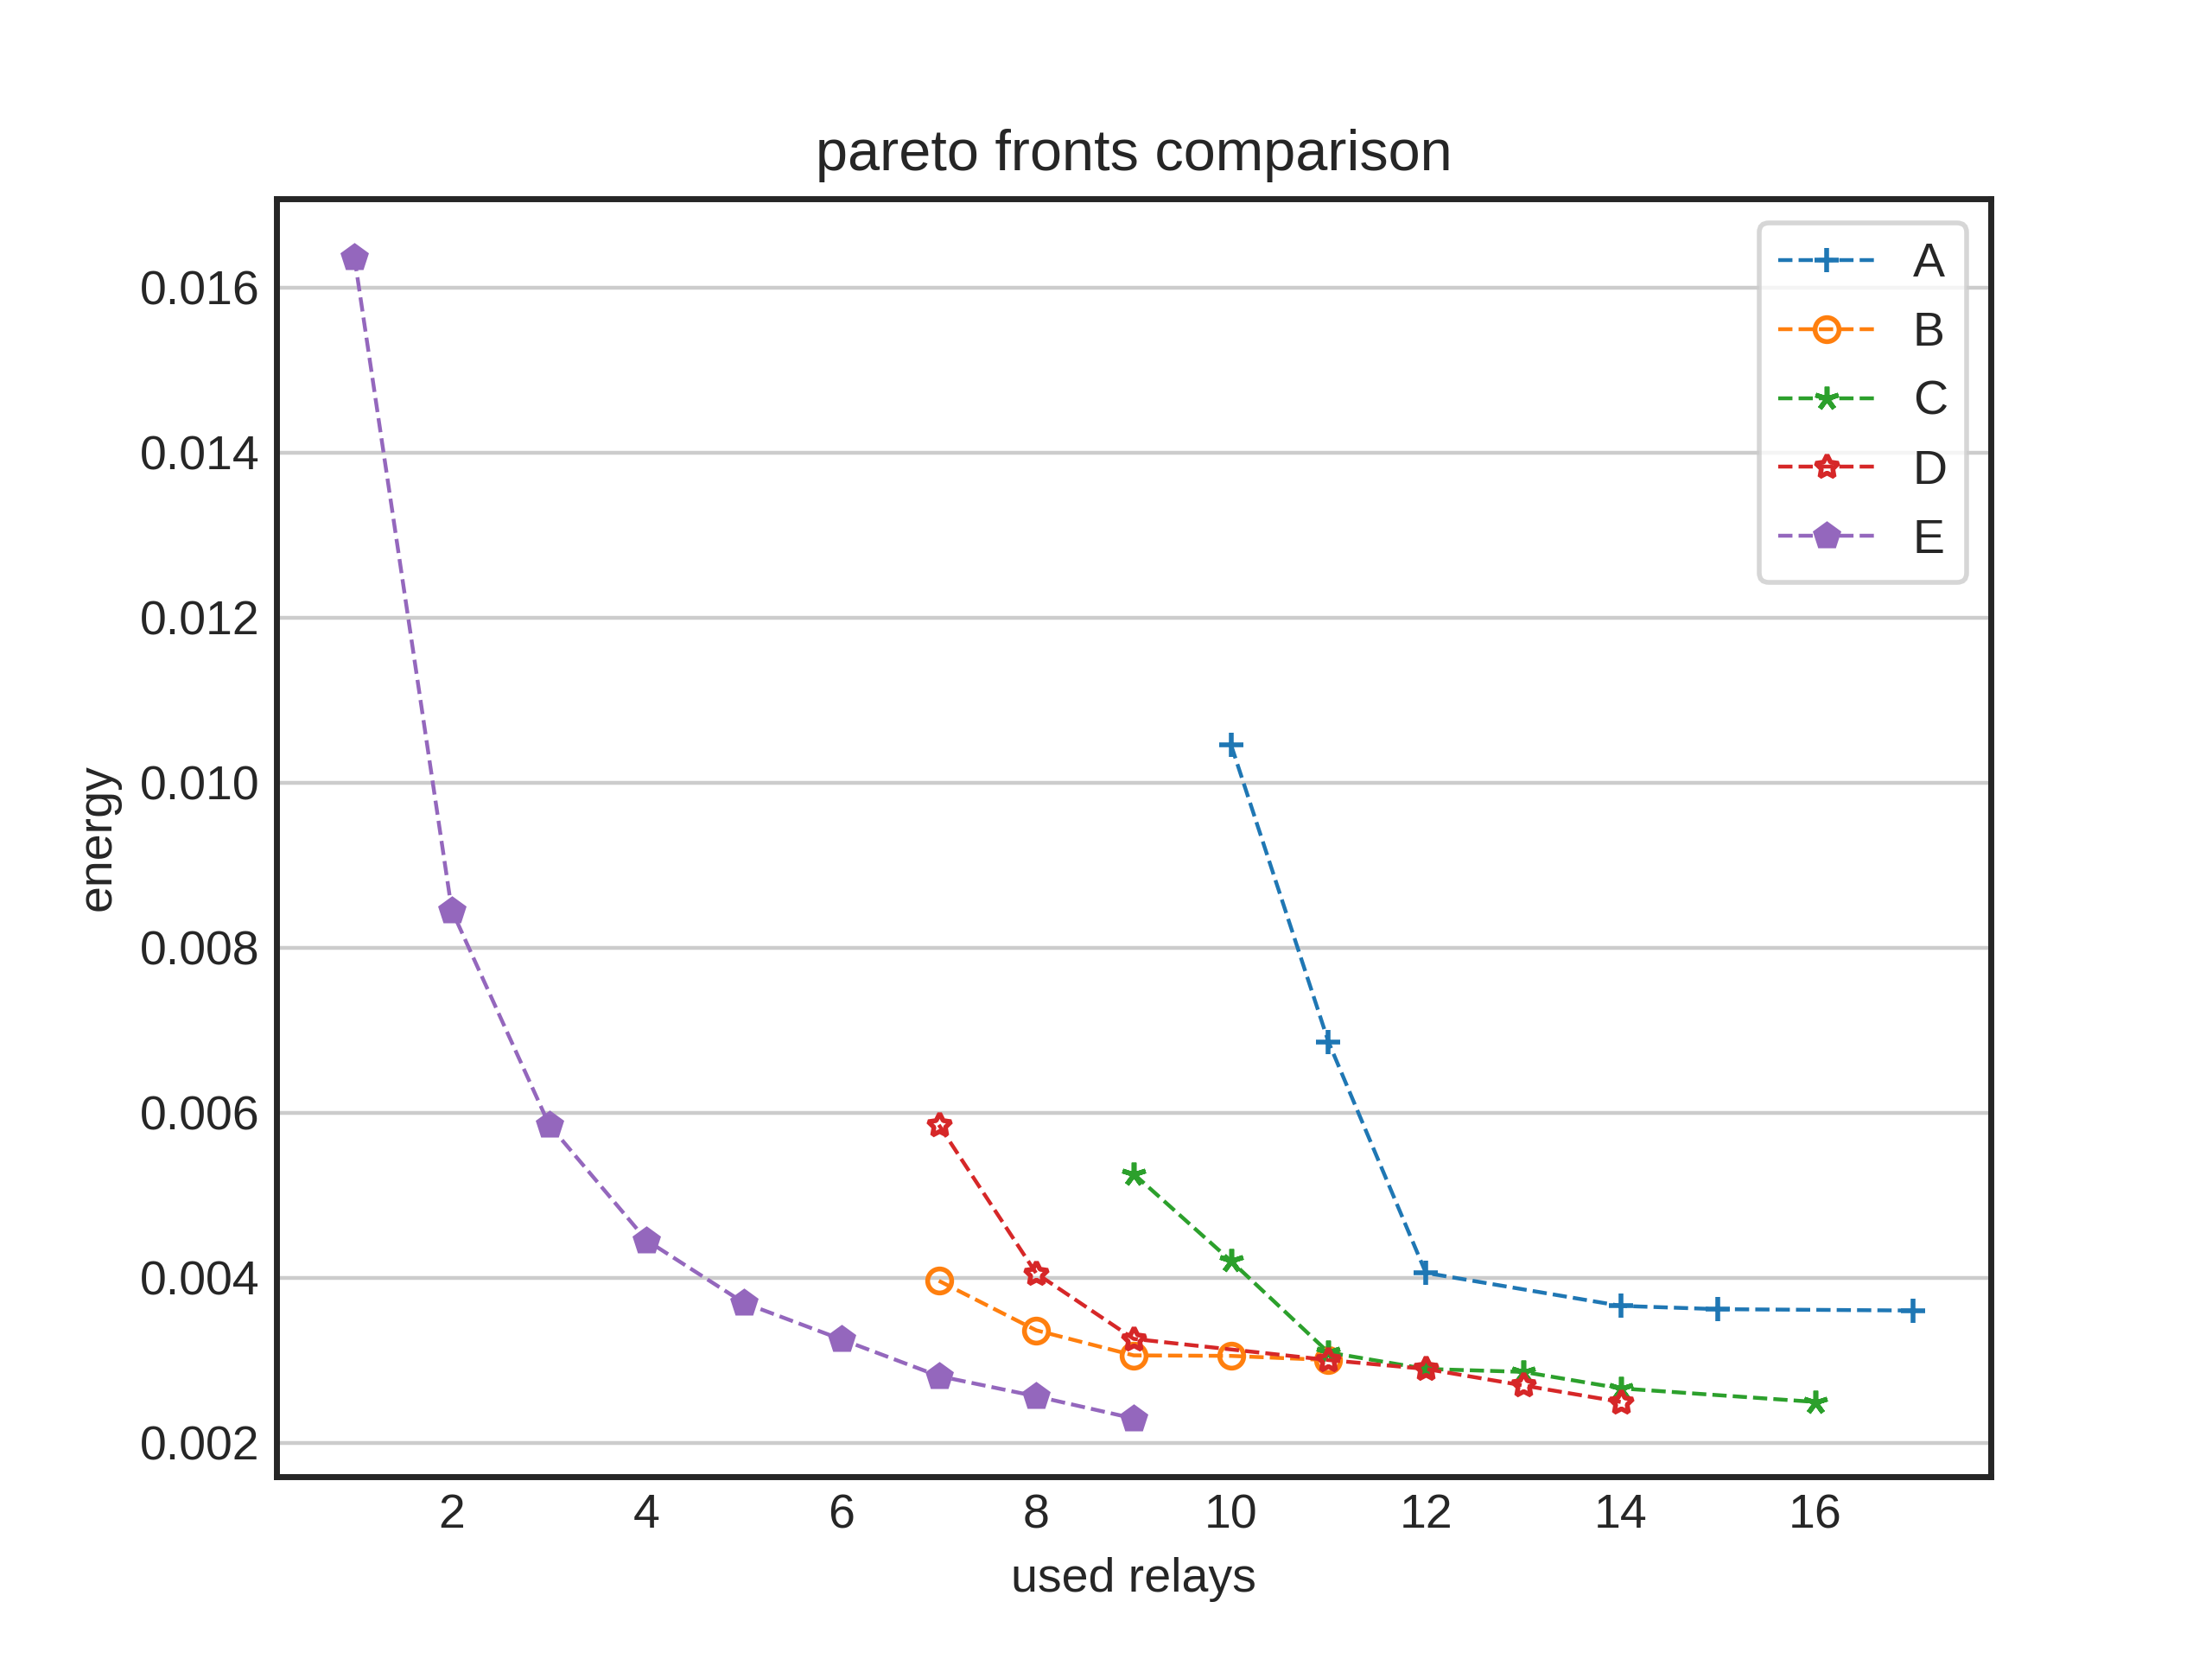 pareto fronts comparison
A
B
C
D
E
0.016
0.014
0.012
0.010
0.008
0.006
0.004
0.002
energy
2 4 6 8 10 12 14 16
used relays